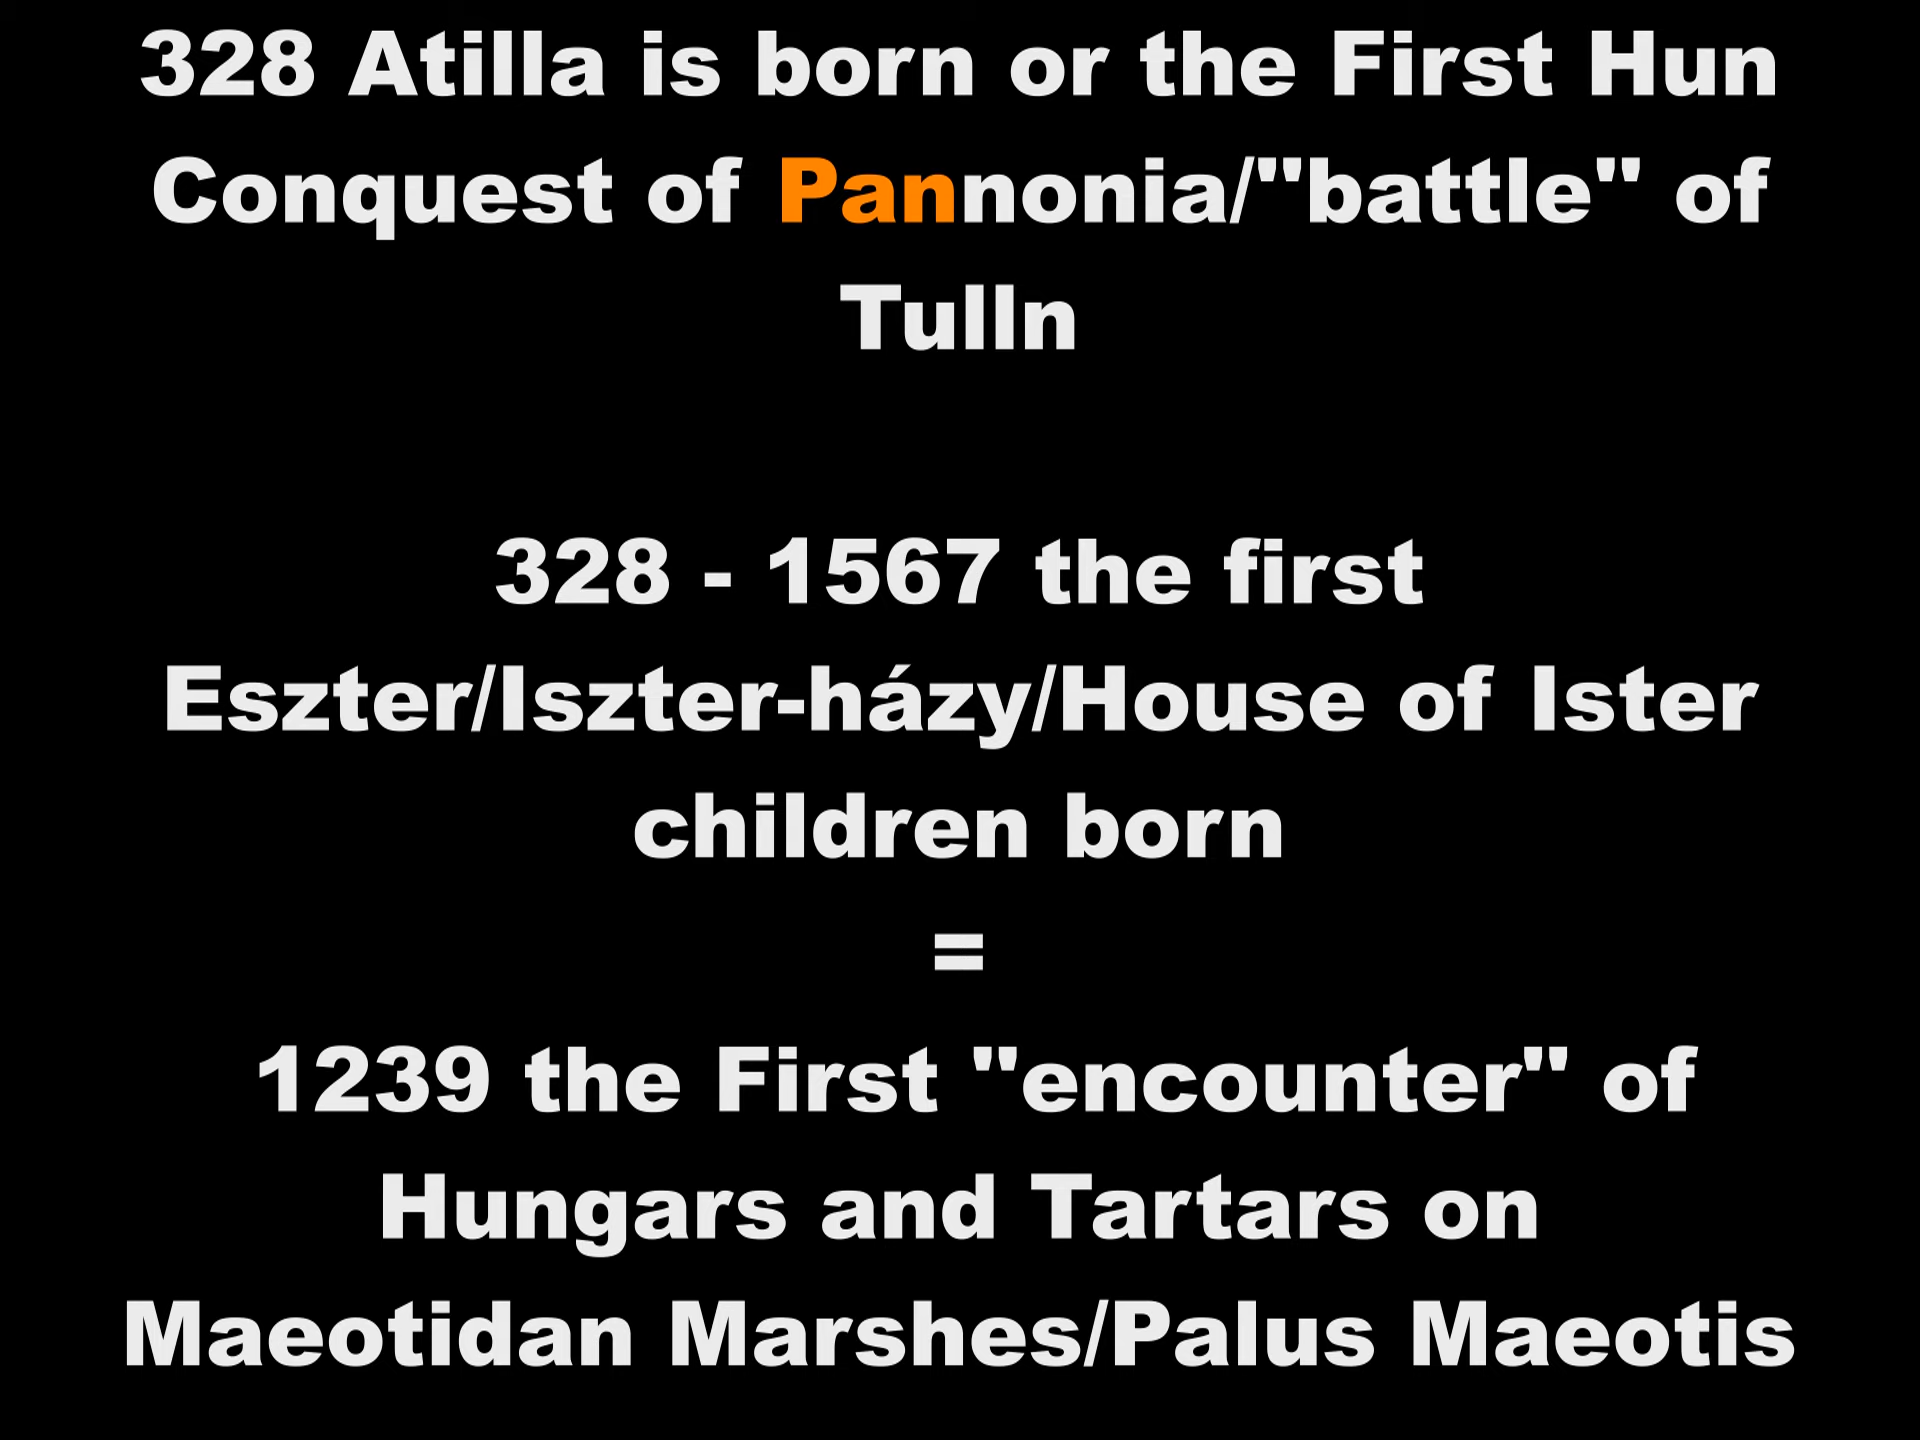 328 Atilla is born or the First Hun
Conquest of Pannonia/"battle" of
Tulln
328 - 1567 the first
Eszter/Iszter-házy/House of Ister
children born
=
1239 the First "encounter" of
Hungars and Tartars on
Maeotidan Marshes/Palus Maeotis